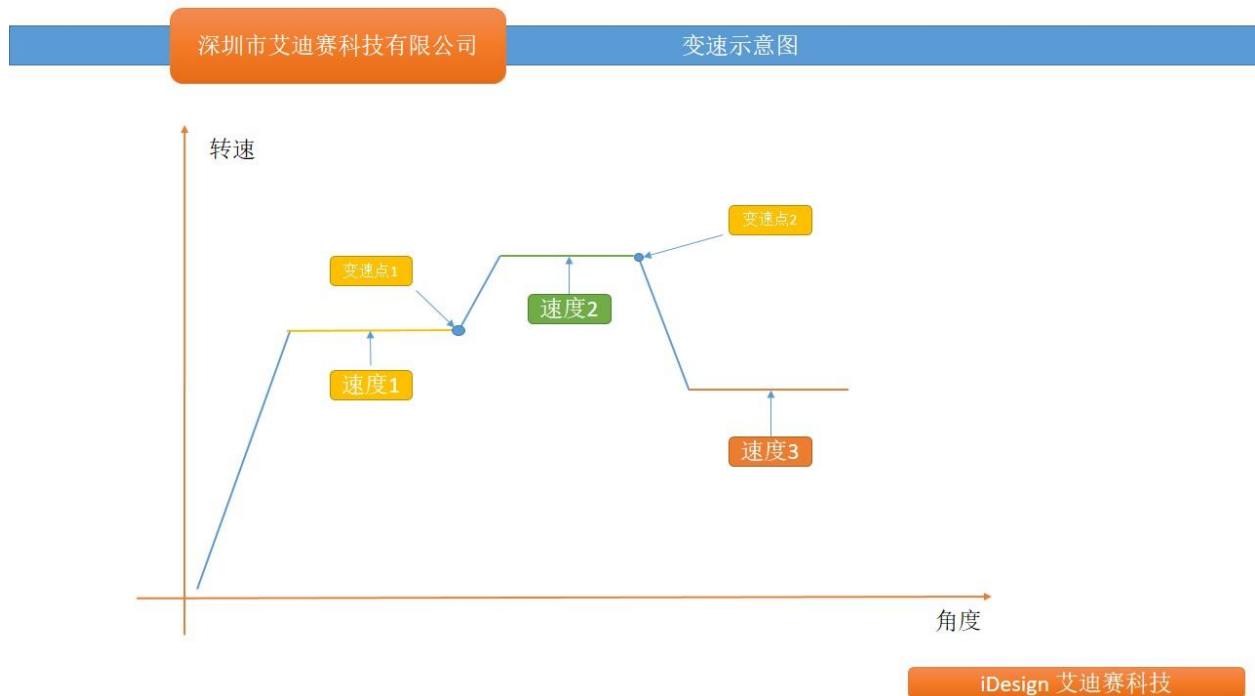 深圳市艾迪赛科技有限公司
变速示意图
转速
变速点2
变速点1
速度2
速度1
速度3
角度
iDesign 艾迪赛科技